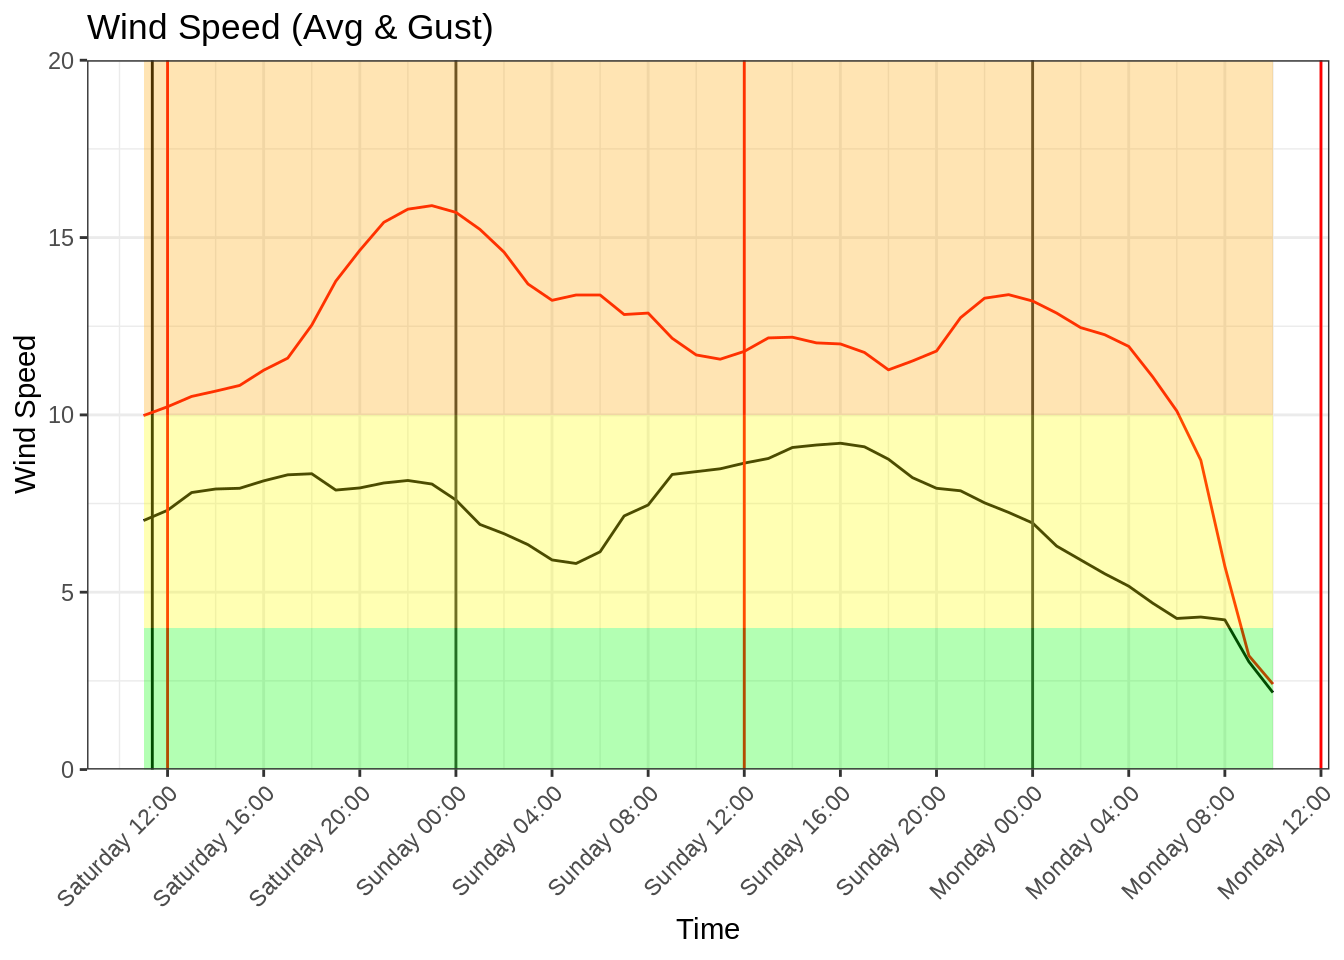 Wind Speed (Avg & Gust)
20
15
10
5
0
Wind Speed
Saturday 12:00
Saturday 16:00
Saturday 20:00
Sunday 00:00
Sunday 04:00
Sunday 08:00
Sunday 12:00
Sunday 16:00
Sunday 20:00
Monday 00:00
Monday 04:00
Monday 08:00
Monday 12:00
Time